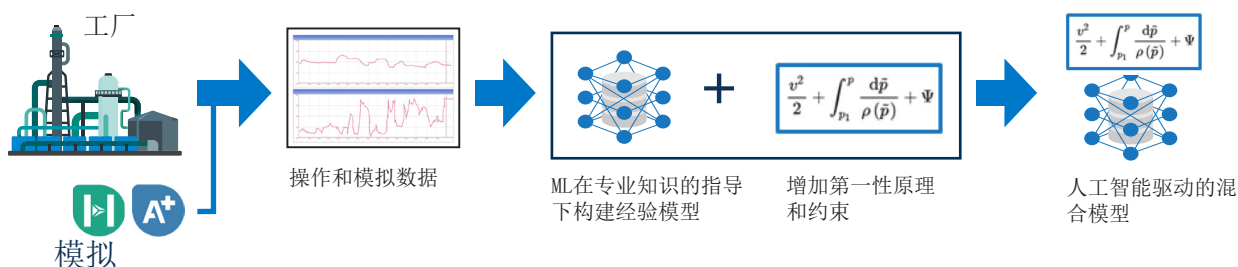 工厂
模拟
A+
操作和模拟数据
ML在专业知识的指导
下构建经验模型
+
v²/2 + ∫_{p₁}^{p} dp̃/ρ(p̃) + Ψ
增加第一性原理
和约束
v²/2 + ∫_{p₁}^{p} dp̃/ρ(p̃) + Ψ
人工智能驱动的混
合模型